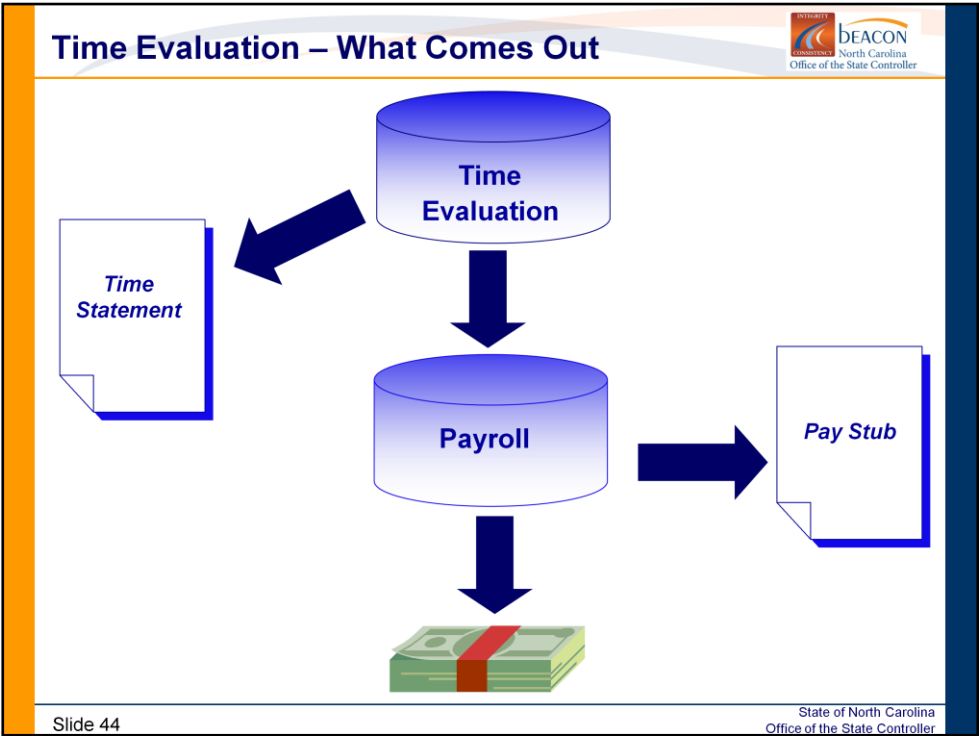 Time Evaluation – What Comes Out
INTEGRITY
CONSISTENCY
BEACON
North Carolina
Office of the State Controller
Time
Evaluation
Time
Statement
Payroll
Pay Stub
Slide 44
State of North Carolina
Office of the State Controller